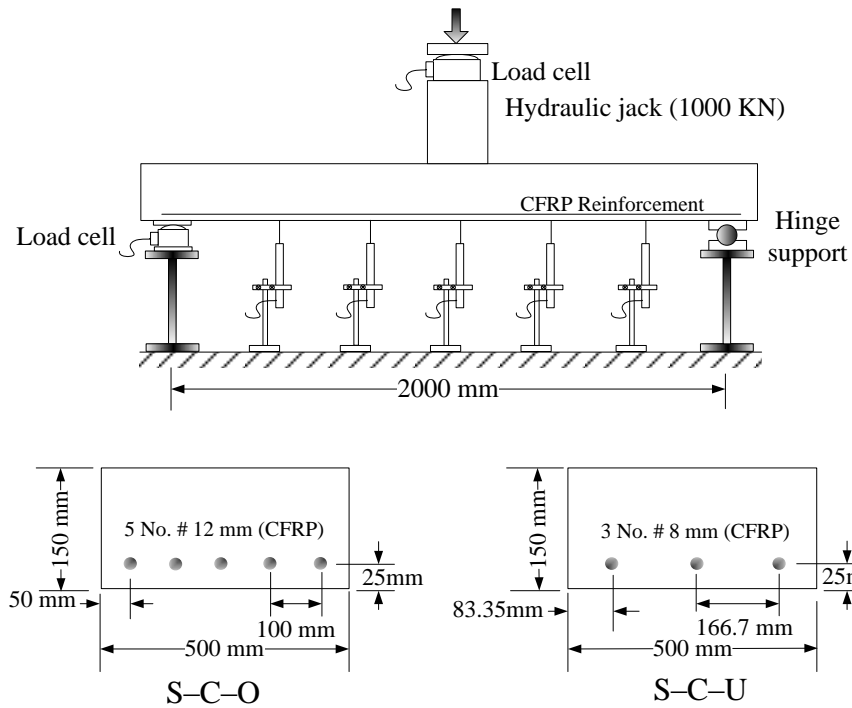 Load cell
Hydraulic jack (1000 KN)
CFRP Reinforcement
Load cell
Hinge
support
2000 mm
150 mm
5 No. # 12 mm (CFRP)
25mm
50 mm
100 mm
500 mm
S–C–O
150 mm
3 No. # 8 mm (CFRP)
25m
83.35mm
166.7 mm
500 mm
S–C–U